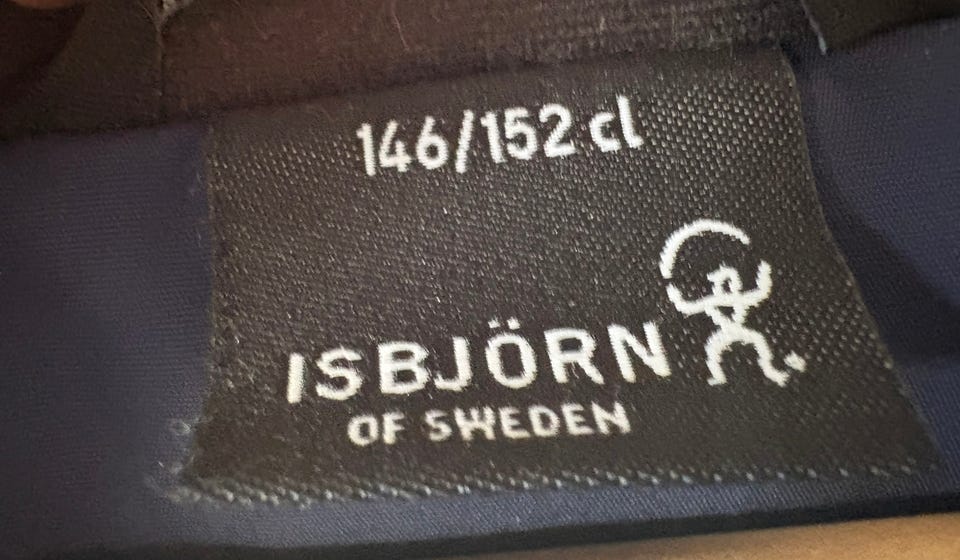 146/152 cl
ISBJÖRN
OF SWEDEN